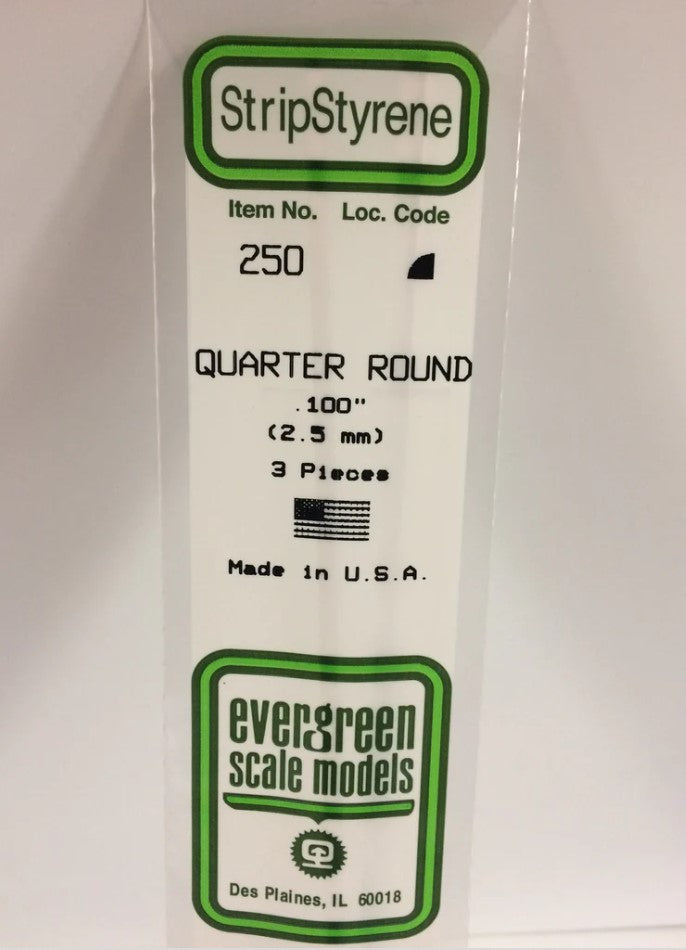 StripStyrene
Item No. Loc. Code
250
QUARTER ROUND
.100"
(2.5 mm)
3 Pieces
Made in U.S.A.
evergreen
scale models
Des Plaines, IL 60018